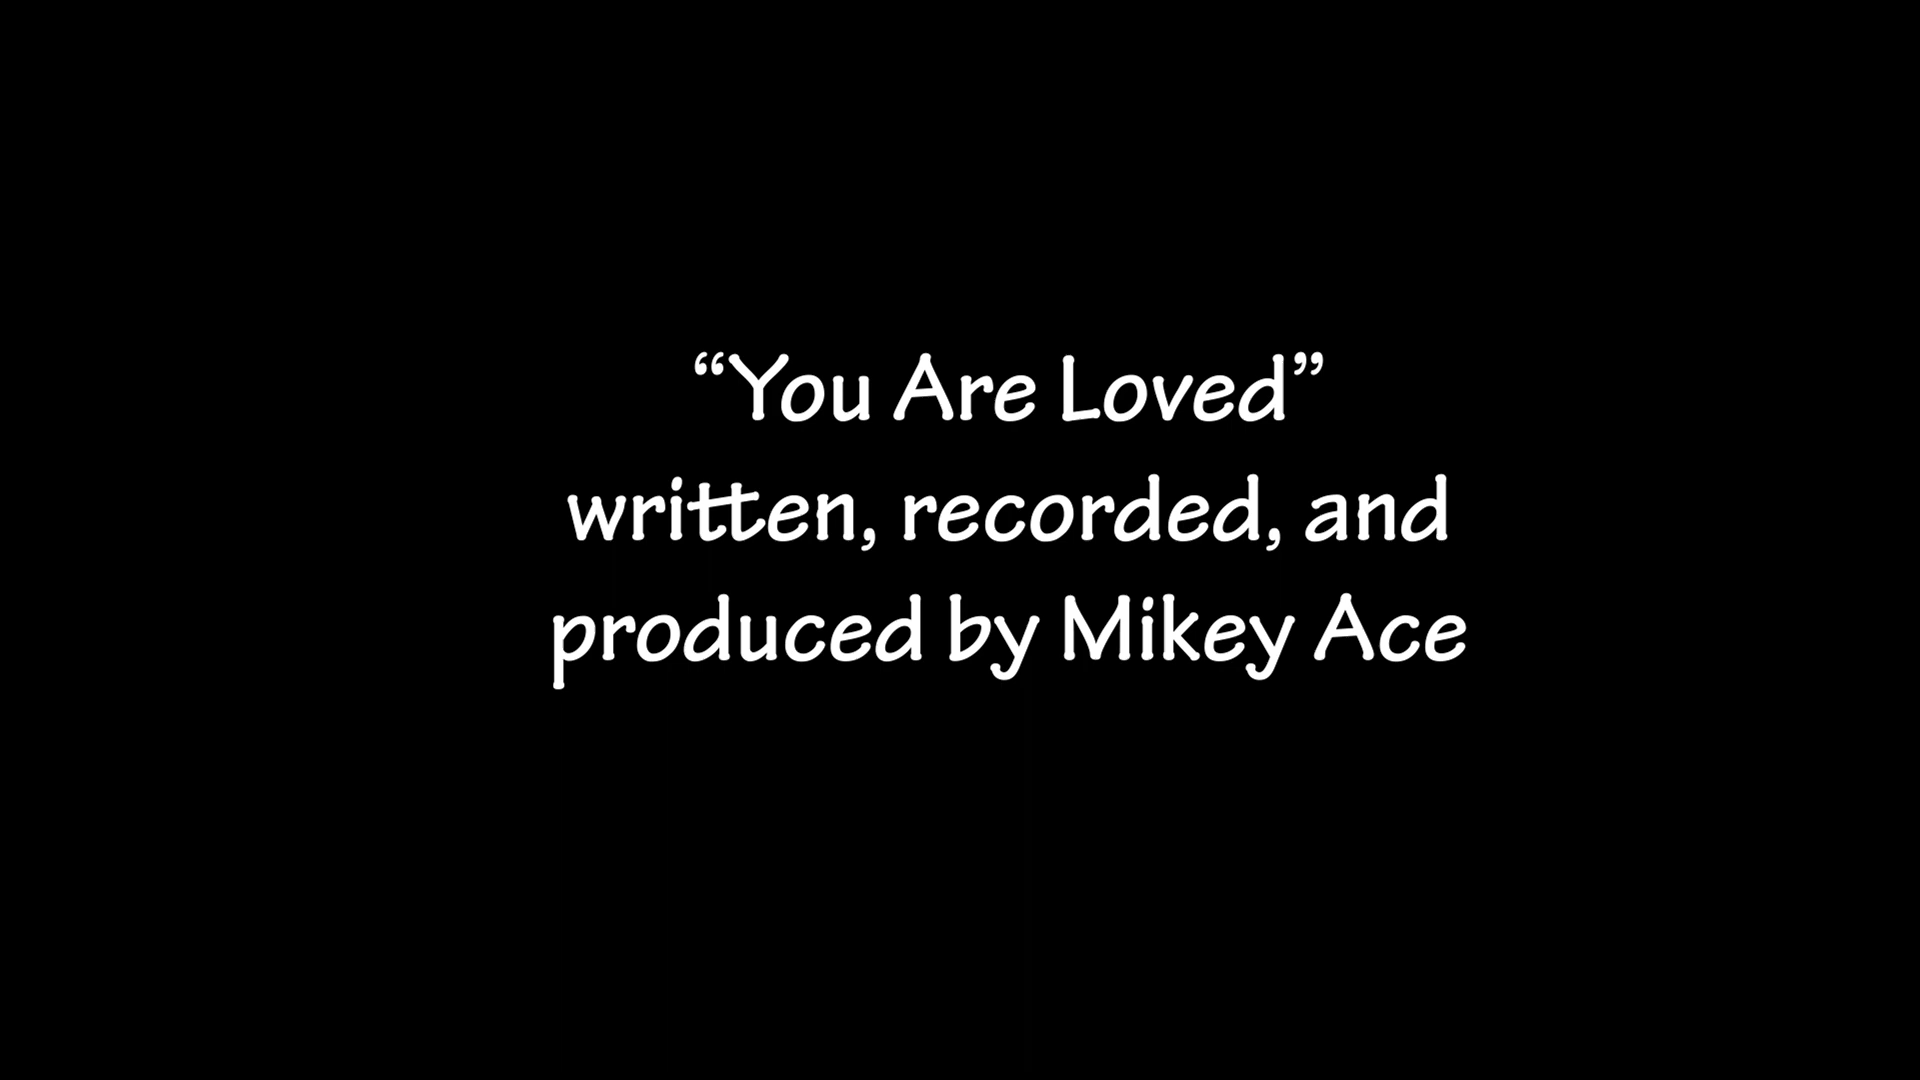 “You Are Loved”
written, recorded, and
produced by Mikey Ace